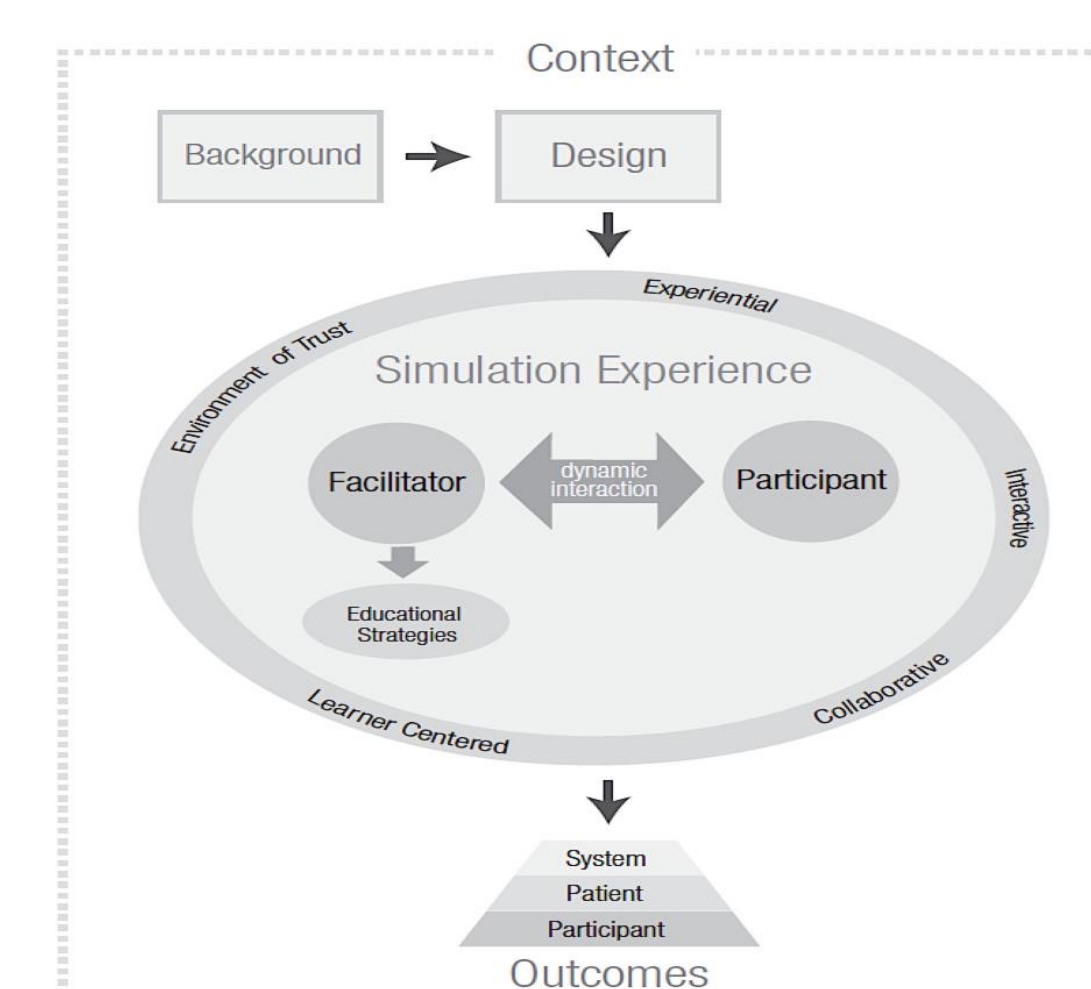 Context
Background
Design
Experiential
Environment of Trust
Simulation Experience
Facilitator
dynamic
interaction
Participant
Interactive
Educational
Strategies
Learner Centered
Collaborative
System
Patient
Participant
Outcomes